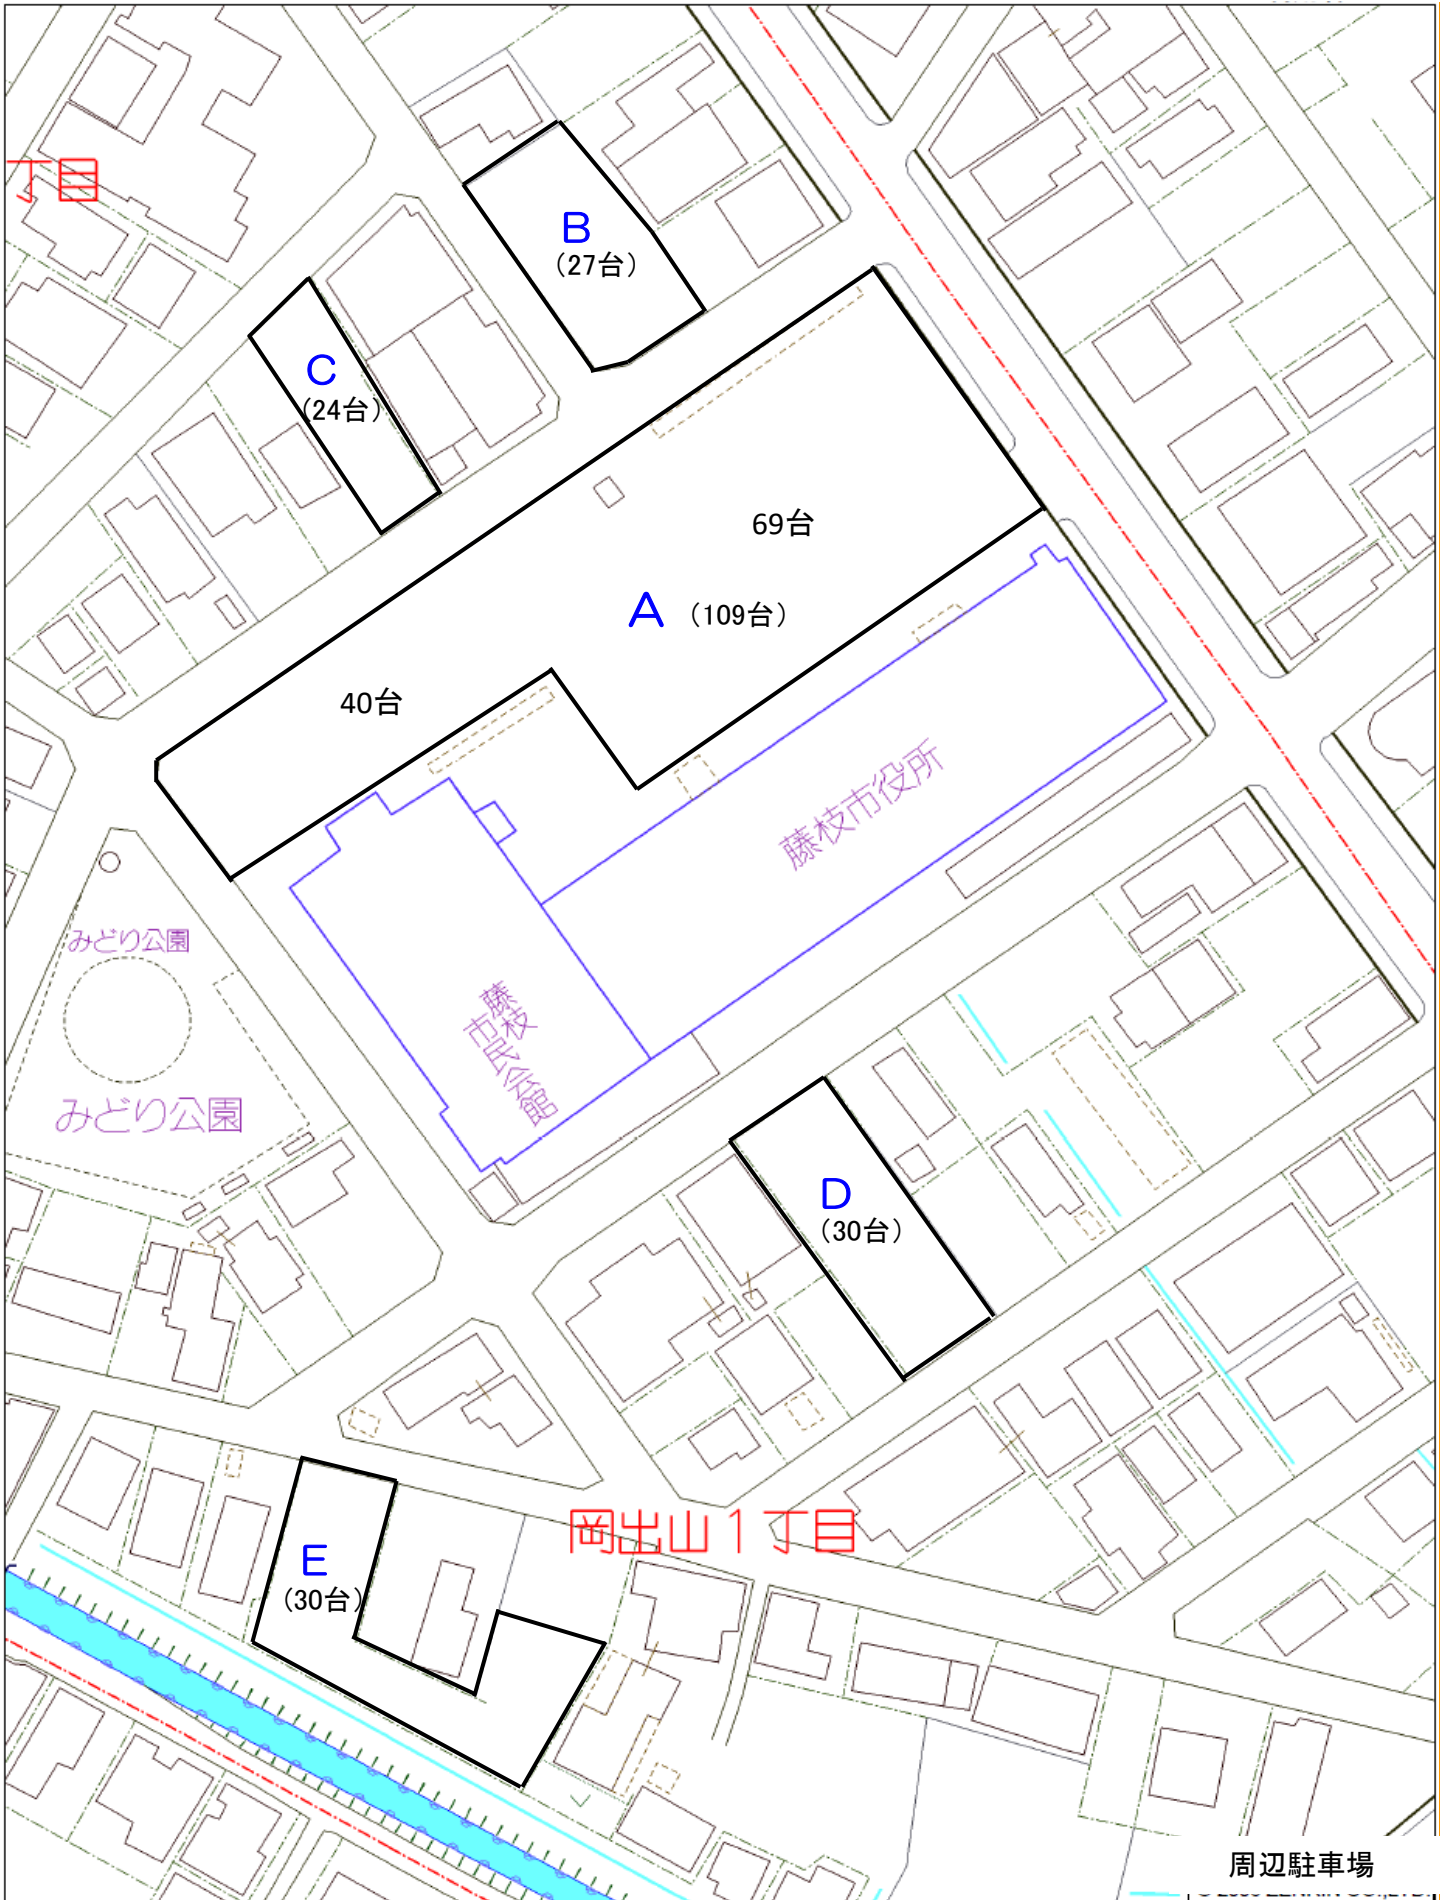 丁目
B
(27台)
C
(24台)
69台
A (109台)
40台
藤枝市役所
みどり公園
藤枝
市民会館
みどり公園
D
(30台)
岡出山1丁目
E
(30台)
周辺駐車場